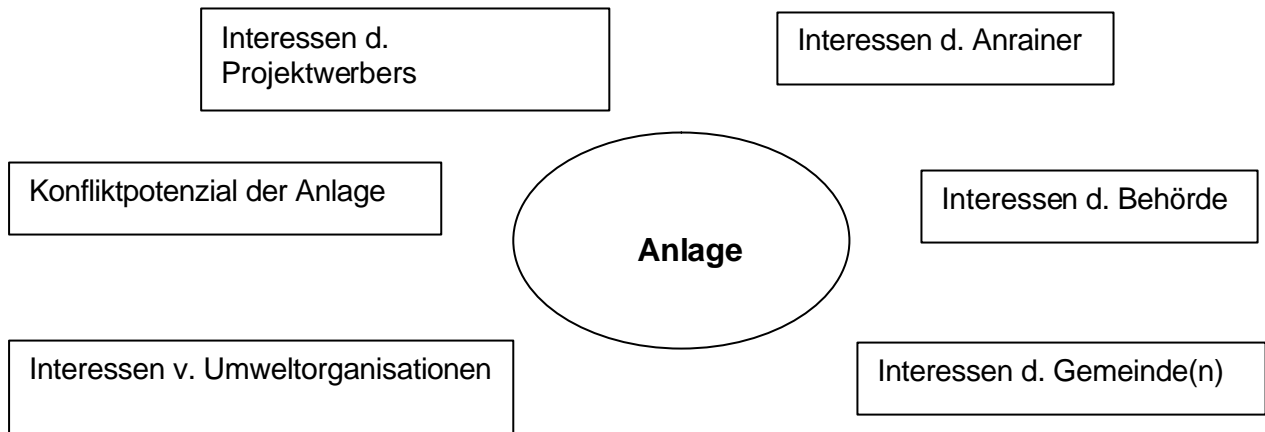 Interessen d.
Projektwerbers
Interessen d. Anrainer
Konfliktpotenzial der Anlage
Interessen d. Behörde
Anlage
Interessen v. Umweltorganisationen
Interessen d. Gemeinde(n)